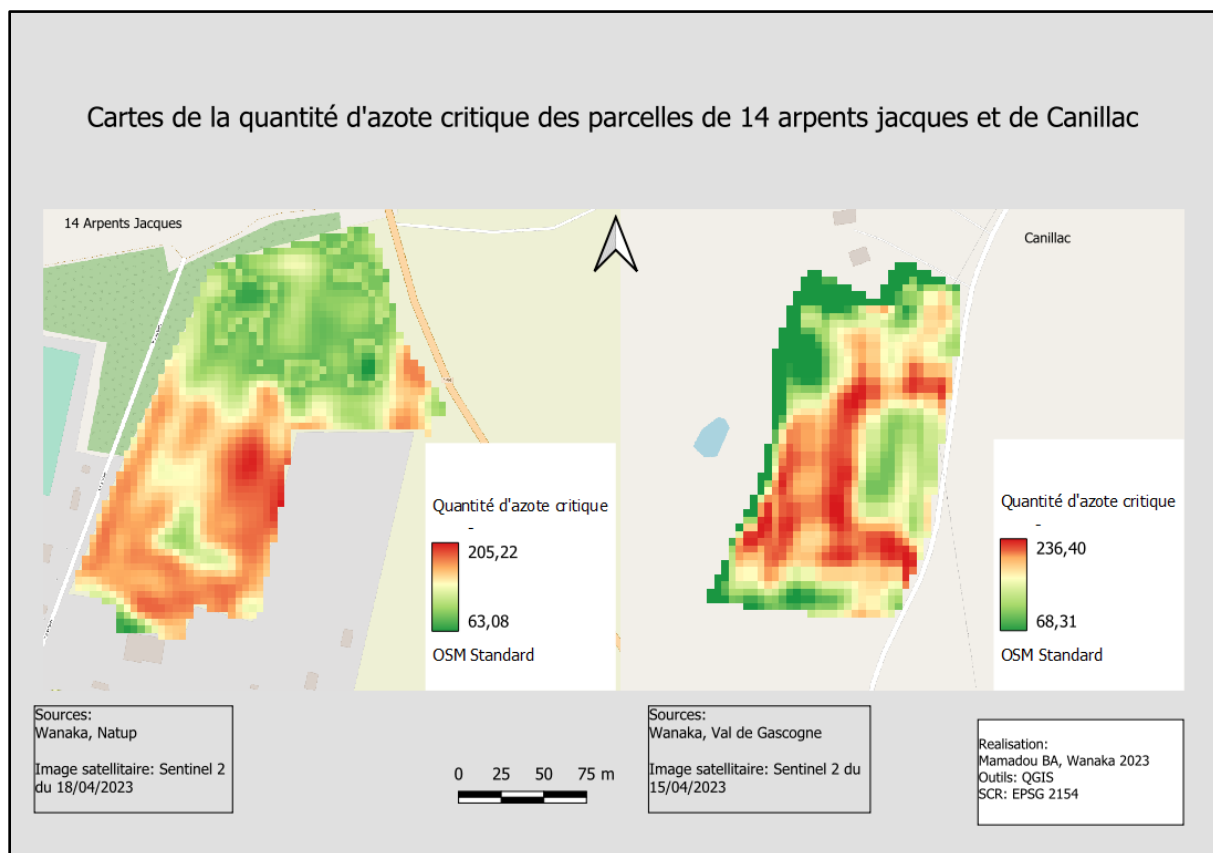 Cartes de la quantité d'azote critique des parcelles de 14 arpents jacques et de Canillac
14 Arpents Jacques
Canillac
Quantité d'azote critique
-
205,22
63,08
OSM Standard
Quantité d'azote critique
-
236,40
68,31
OSM Standard
Sources:
Wanaka, Natup
Image satellitaire: Sentinel 2
du 18/04/2023
0 25 50 75 m
Sources:
Wanaka, Val de Gascogne
Image satellitaire: Sentinel 2 du
15/04/2023
Realisation:
Mamadou BA, Wanaka 2023
Outils: QGIS
SCR: EPSG 2154